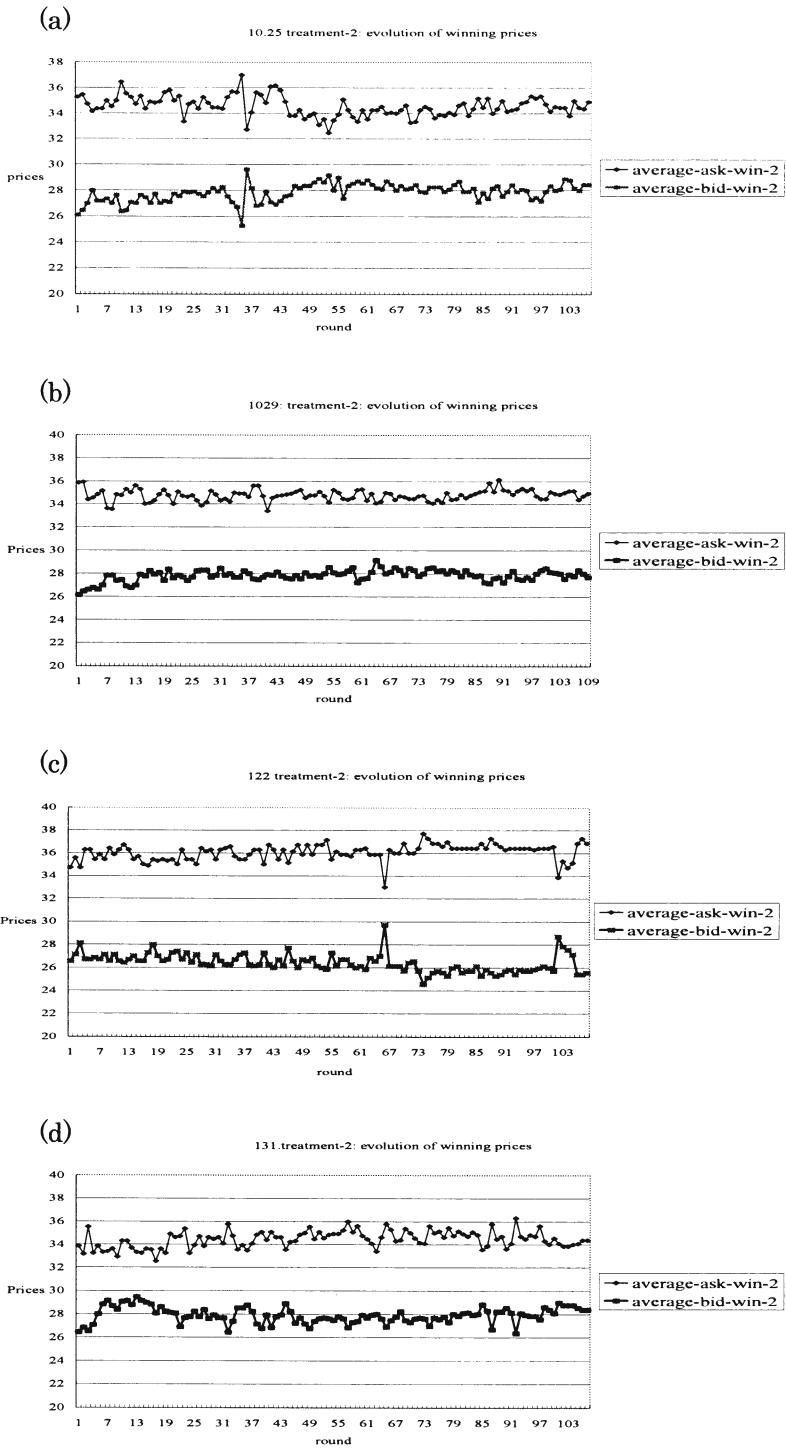 (a)
10.25 treatment-2: evolution of winning prices
38
36
34
32
30
28
26
24
22
20
prices
1 7 13 19 25 31 37 43 49 55 61 67 73 79 85 91 97 103
round
average-ask-win-2
average-bid-win-2
(b)
1029: treatment-2: evolution of winning prices
40
38
36
34
32
30
28
26
24
22
20
Prices
1 7 13 19 25 31 37 43 49 55 61 67 73 79 85 91 97 103 109
round
average-ask-win-2
average-bid-win-2
(c)
122 treatment-2: evolution of winning prices
40
38
36
34
32
30
28
26
24
22
20
Prices
1 7 13 19 25 31 37 43 49 55 61 67 73 79 85 91 97 103
round
average-ask-win-2
average-bid-win-2
(d)
131.treatment-2: evolution of winning prices
40
38
36
34
32
30
28
26
24
22
20
Prices
1 7 13 19 25 31 37 43 49 55 61 67 73 79 85 91 97 103
round
average-ask-win-2
average-bid-win-2